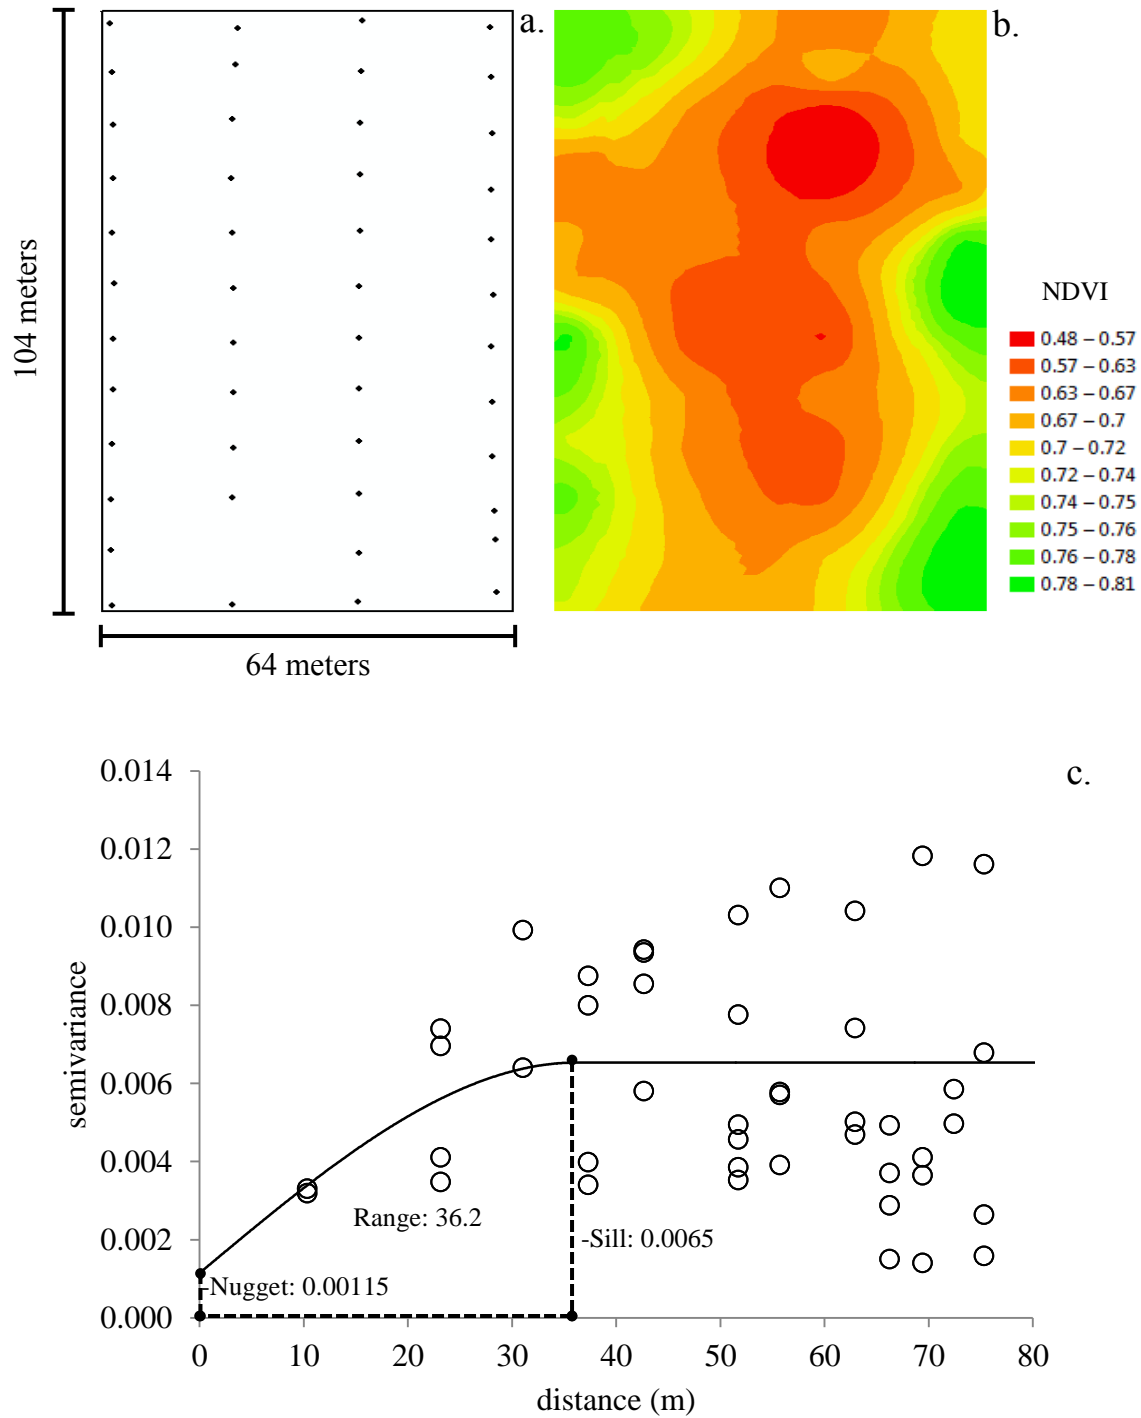 a.
b.
104 meters
64 meters
NDVI
0.48 – 0.57
0.57 – 0.63
0.63 – 0.67
0.67 – 0.7
0.7 – 0.72
0.72 – 0.74
0.74 – 0.75
0.75 – 0.76
0.76 – 0.78
0.78 – 0.81
c.
0.014
0.012
0.010
0.008
0.006
0.004
0.002
0.000
semivariance
Range: 36.2
-Sill: 0.0065
-Nugget: 0.00115
0 10 20 30 40 50 60 70 80
distance (m)